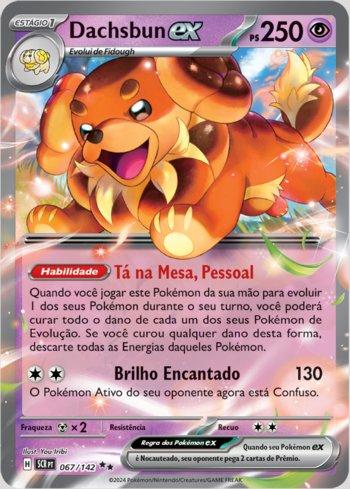 ESTÁGIO 1
Dachsbun ex
PS 250
Evolui de Fidough
Habilidade Tá na Mesa, Pessoal
Quando você jogar este Pokémon da sua mão para evoluir
1 dos seus Pokémon durante o seu turno, você poderá
curar todo o dano de cada um dos seus Pokémon de
Evolução. Se você curou qualquer dano desta forma,
descarte todas as Energias daqueles Pokémon.
Brilho Encantado 130
O Pokémon Ativo do seu oponente agora está Confuso.
Fraqueza ×2 Resistência Recuo
Regra dos Pokémon ex Quando seu Pokémon ex
é Nocauteado, seu oponente pega 2 cartas de Prêmio.
Ilust. You Iribi
H SCR PT 067/142 ★★
©2024 Pokémon/Nintendo/Creatures/GAME FREAK